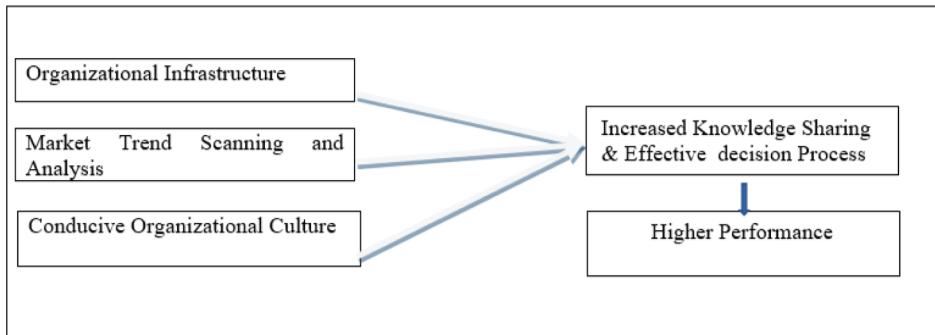 Organizational Infrastructure
Market Trend Scanning and
Analysis
Conducive Organizational Culture
Increased Knowledge Sharing
& Effective decision Process
Higher Performance